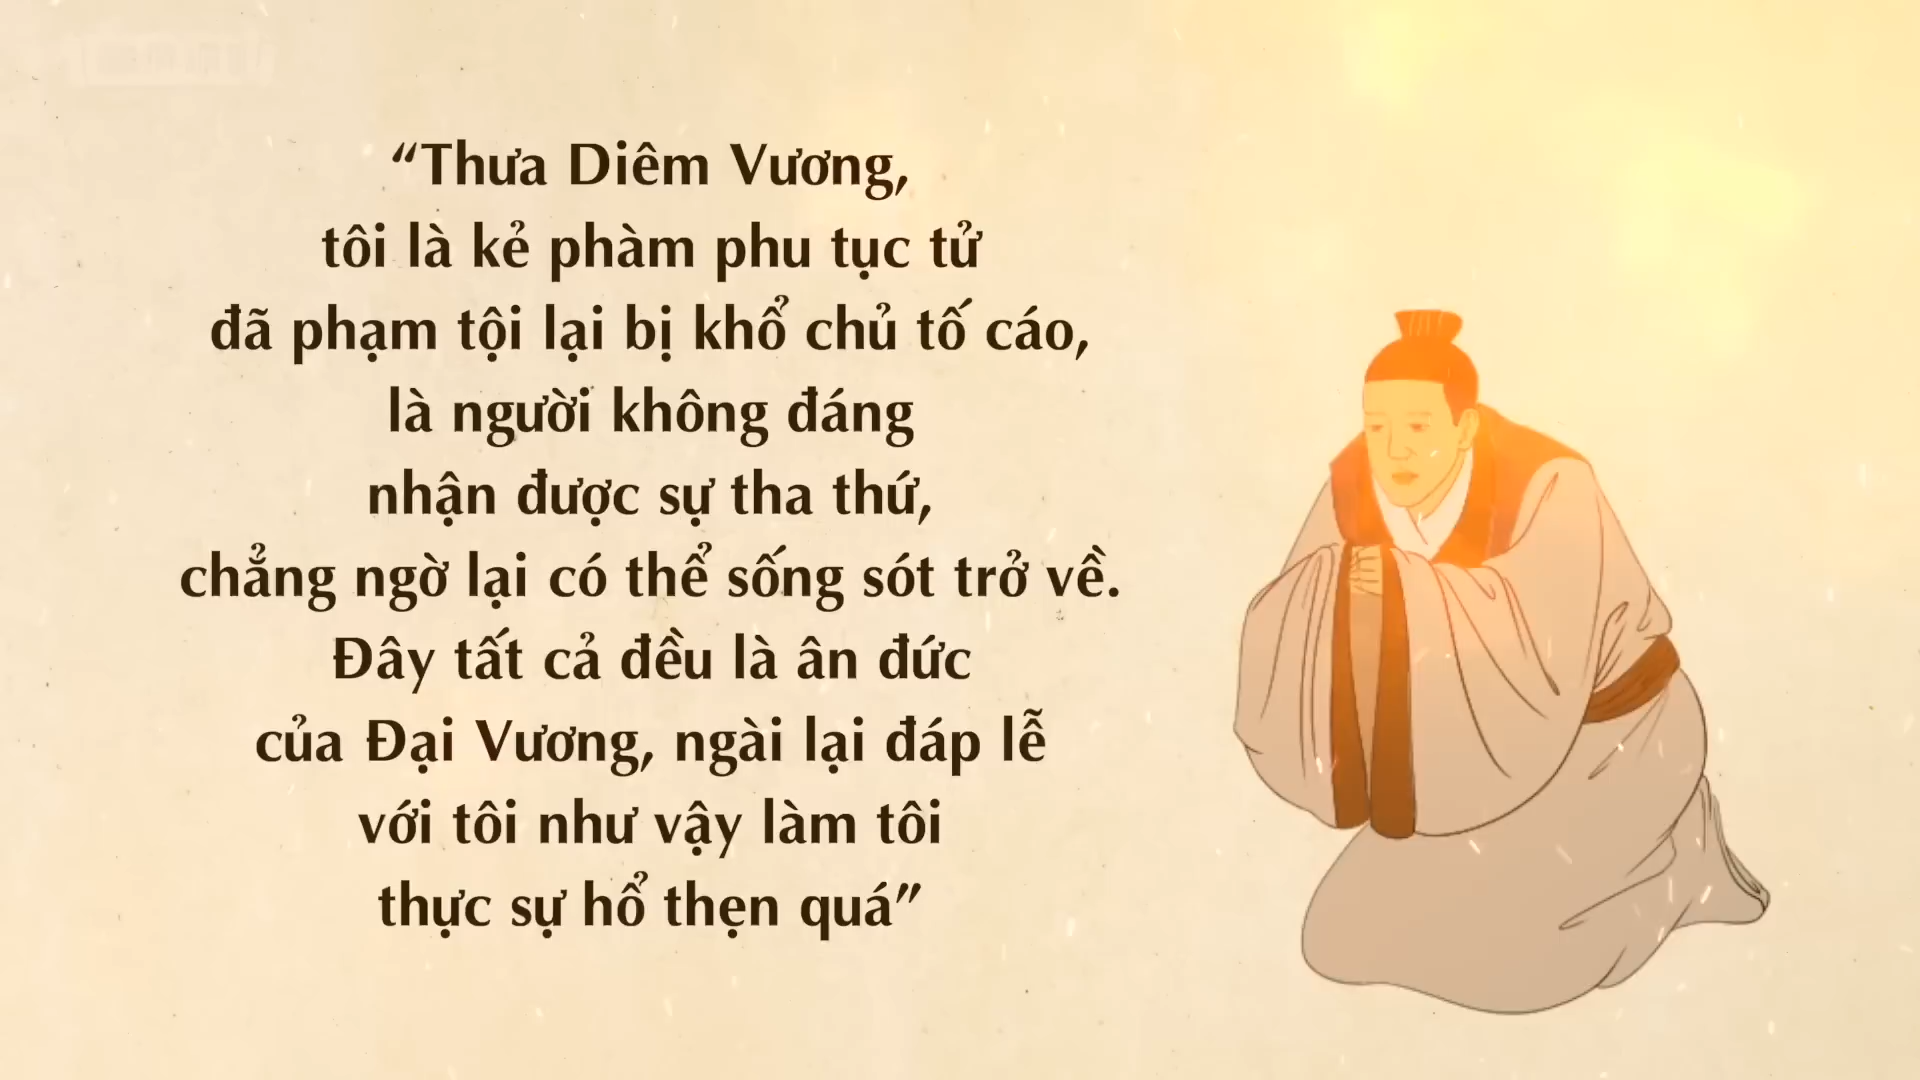 “Thưa Diêm Vương,
tôi là kẻ phàm phu tục tử
đã phạm tội lại bị khổ chủ tố cáo,
là người không đáng
nhận được sự tha thứ,
chẳng ngờ lại có thể sống sót trở về.
Đây tất cả đều là ân đức
của Đại Vương, ngài lại đáp lễ
với tôi như vậy làm tôi
thực sự hổ thẹn quá”